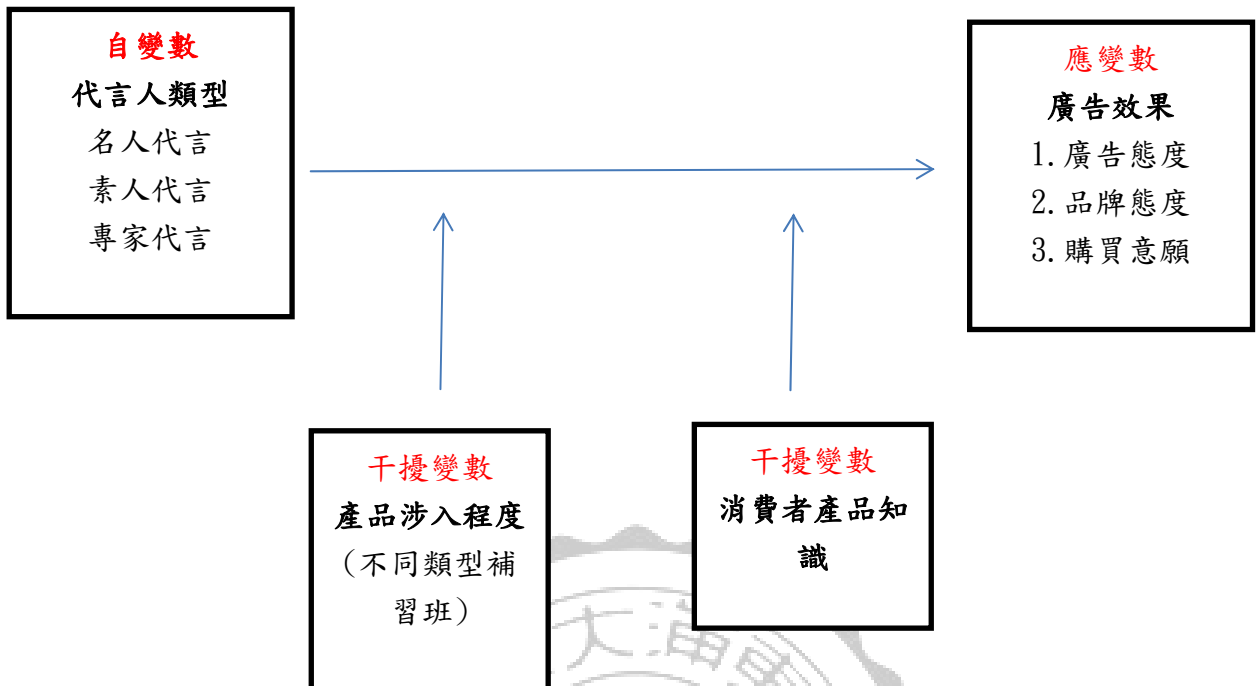 自變數
代言人類型
名人代言
素人代言
專家代言
應變數
廣告效果
1.廣告態度
2.品牌態度
3.購買意願
干擾變數
產品涉入程度
（不同類型補
習班）
干擾變數
消費者產品知
識
大